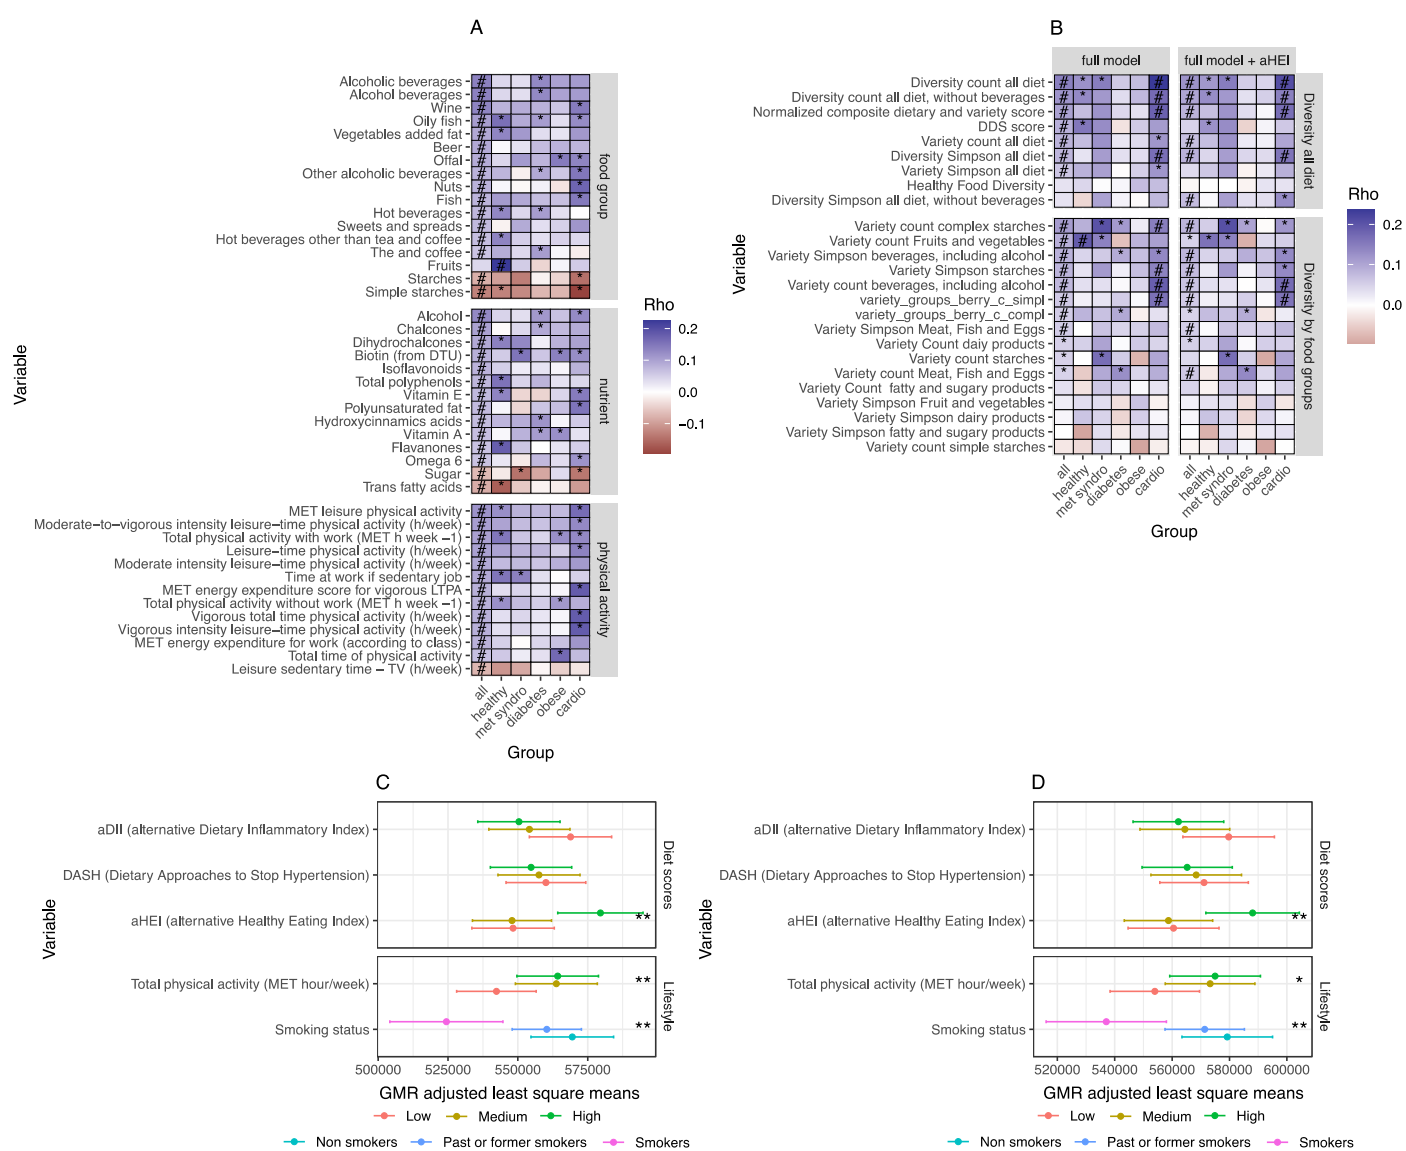 A
Alcoholic beverages
Alcohol beverages
Wine
Oily fish
Vegetables added fat
Beer
Offal
Other alcoholic beverages
Nuts
Fish
Hot beverages
Sweets and spreads
Hot beverages other than tea and coffee
The and coffee
Fruits
Starches
Simple starches
food group
Alcohol
Chalcones
Dihydrochalcones
Biotin (from DTU)
Isoflavonoids
Total polyphenols
Vitamin E
Polyunsaturated fat
Hydroxycinnamics acids
Vitamin A
Flavanones
Omega 6
Sugar
Trans fatty acids
nutrient
MET leisure physical activity
Moderate−to−vigorous intensity leisure−time physical activity (h/week)
Total physical activity with work (MET h week −1)
Leisure−time physical activity (h/week)
Moderate intensity leisure−time physical activity (h/week)
Time at work if sedentary job
MET energy expenditure score for vigorous LTPA
Total physical activity without work (MET h week −1)
Vigorous total time physical activity (h/week)
Vigorous intensity leisure−time physical activity (h/week)
MET energy expenditure for work (according to class)
Total time of physical activity
Leisure sedentary time − TV (h/week)
physical activity
all
healthy
met syndro
diabetes
obese
cardio
Group
Variable
Rho
0.2
0.1
0.0
−0.1
B
full model
full model + aHEI
Diversity count all diet
Diversity count all diet, without beverages
Normalized composite dietary and variety score
DDS score
Variety count all diet
Diversity Simpson all diet
Variety Simpson all diet
Healthy Food Diversity
Diversity Simpson all diet, without beverages
Diversity all diet
Variety count complex starches
Variety count Fruits and vegetables
Variety Simpson beverages, including alcohol
Variety Simpson starches
Variety count beverages, including alcohol
variety_groups_berry_c_simpl
variety_groups_berry_c_compl
Variety Simpson Meat, Fish and Eggs
Variety Count daiy products
Variety count starches
Variety count Meat, Fish and Eggs
Variety Count  fatty and sugary products
Variety Simpson Fruit and vegetables
Variety Simpson dairy products
Variety Simpson fatty and sugary products
Variety count simple starches
Diversity by food groups
all
healthy
met syndro
diabetes
obese
cardio
all
healthy
met syndro
diabetes
obese
cardio
Group
Variable
Rho
0.2
0.1
0.0
C
aDII (alternative Dietary Inflammatory Index)
DASH (Dietary Approaches to Stop Hypertension)
aHEI (alternative Healthy Eating Index)
**
Diet scores
Total physical activity (MET hour/week)
**
Smoking status
**
Lifestyle
Variable
500000 525000 550000 575000
GMR adjusted least square means
Low Medium High
Non smokers Past or former smokers Smokers
D
aDII (alternative Dietary Inflammatory Index)
DASH (Dietary Approaches to Stop Hypertension)
aHEI (alternative Healthy Eating Index)
**
Diet scores
Total physical activity (MET hour/week)
*
Smoking status
**
Lifestyle
Variable
520000 540000 560000 580000 600000
GMR adjusted least square means
Low Medium High
Non smokers Past or former smokers Smokers